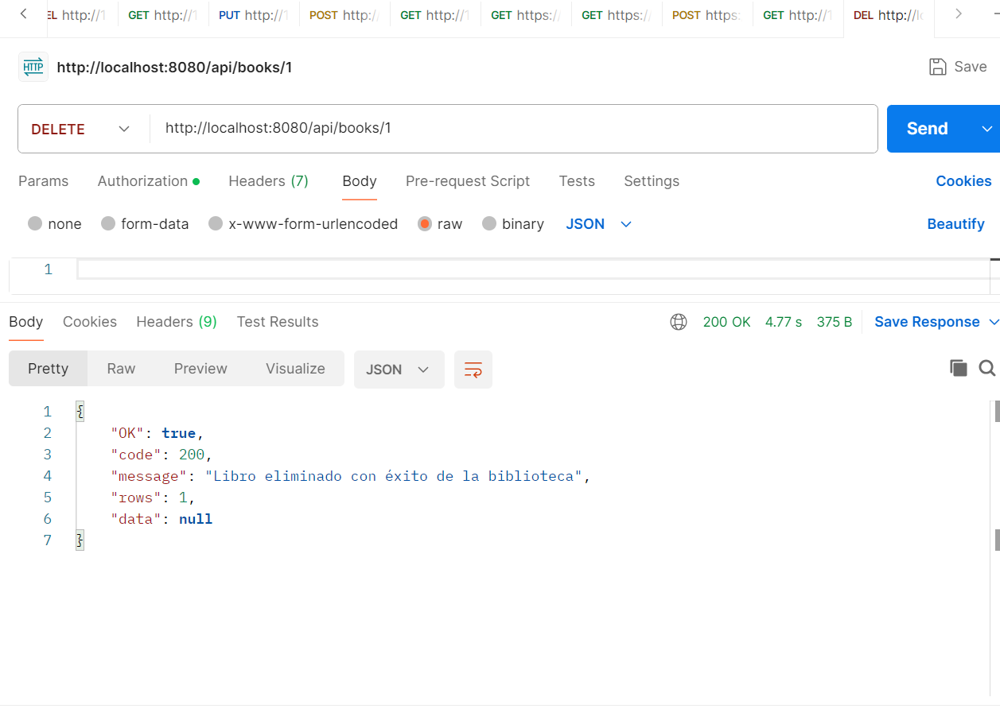 EL http://1 GET http://1 PUT http://1 POST http:/ GET http://1 GET https:/ GET https:/ POST https: GET http://1 DEL http://lo
HTTP http://localhost:8080/api/books/1 Save
DELETE http://localhost:8080/api/books/1 Send
Params Authorization Headers (7) Body Pre-request Script Tests Settings Cookies
none form-data x-www-form-urlencoded raw binary JSON Beautify
1
Body Cookies Headers (9) Test Results 200 OK 4.77 s 375 B Save Response
Pretty Raw Preview Visualize JSON
1 {
2 "OK": true,
3 "code": 200,
4 "message": "Libro eliminado con éxito de la biblioteca",
5 "rows": 1,
6 "data": null
7 }